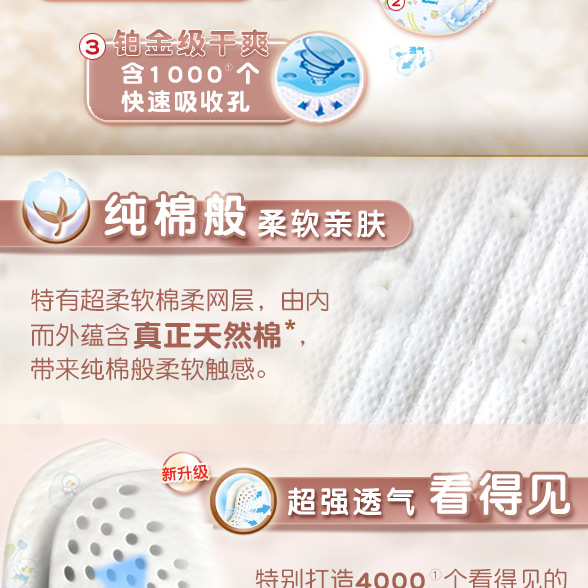 ②
透气
③ 铂金级干爽
含1000①个
快速吸收孔
纯棉般 柔软亲肤
特有超柔软棉柔网层，由内
而外蕴含真正天然棉*，
带来纯棉般柔软触感。
新升级
超强透气 看得见
特别打造4000①个看得见的